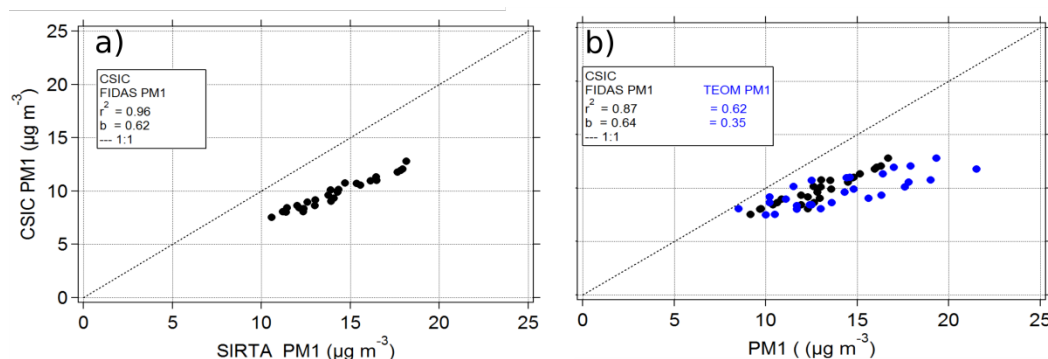 a)
25
20
15
10
5
0
CSIC PM1 (µg m⁻³)
CSIC
FIDAS PM1
r² = 0.96
b = 0.62
--- 1:1
0 5 10 15 20 25
SIRTA PM1 (µg m⁻³)
b)
CSIC
FIDAS PM1 TEOM PM1
r² = 0.87 = 0.62
b = 0.64 = 0.35
--- 1:1
0 5 10 15 20 25
PM1 ( (µg m⁻³)